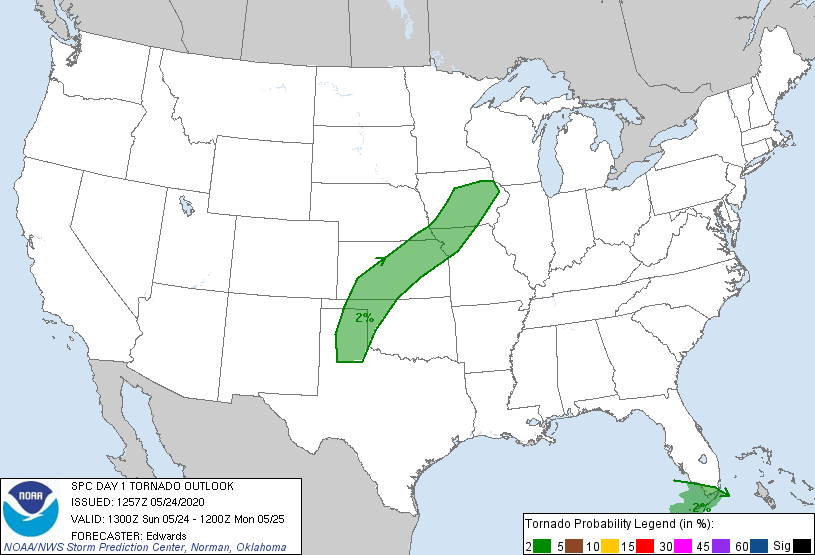 2%
.2%
NOAA
SPC DAY 1 TORNADO OUTLOOK
ISSUED: 1257Z 05/24/2020
VALID: 1300Z Sun 05/24 - 1200Z Mon 05/25
FORECASTER: Edwards
NOAA/NWS Storm Prediction Center, Norman, Oklahoma
Tornado Probability Legend (in %):
2 5 10 15 30 45 60 Sig